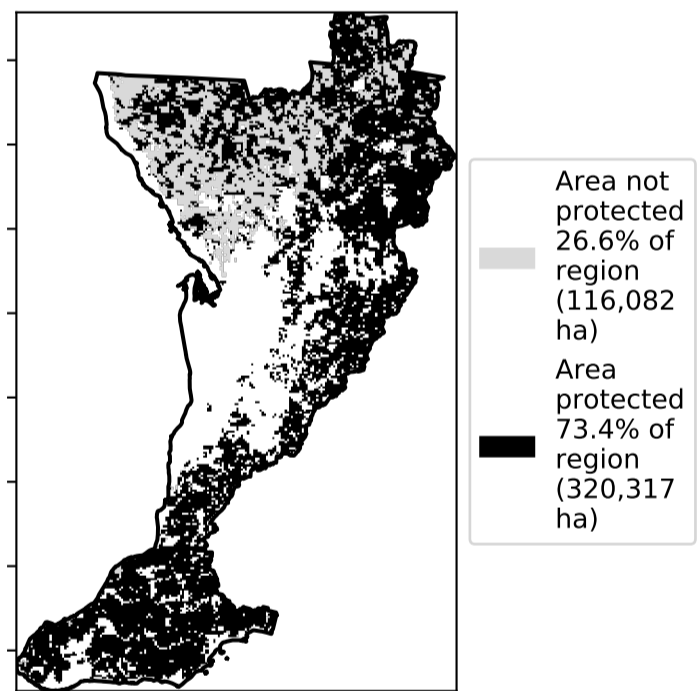 Area not
protected
26.6% of
region
(116,082
ha)
Area
protected
73.4% of
region
(320,317
ha)